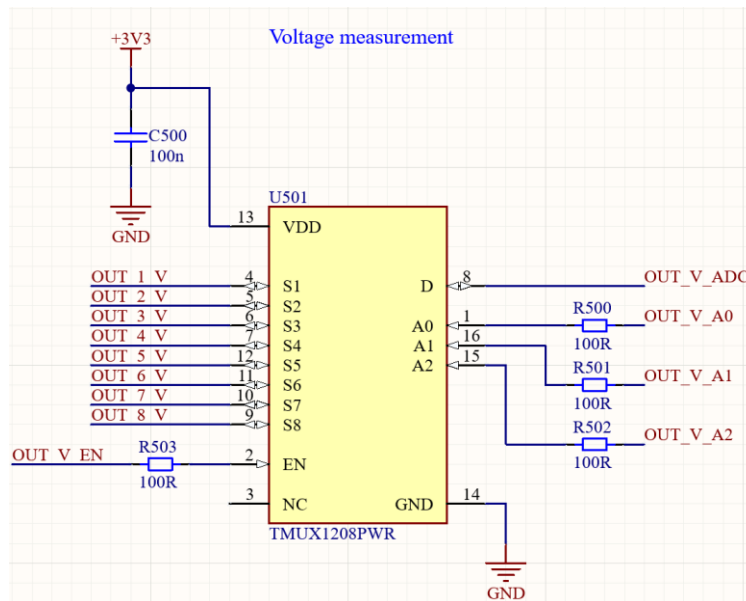 +3V3
Voltage measurement
C500
100n
GND
U501
13 VDD
OUT_1_V 4 S1
OUT_2_V 5 S2
OUT_3_V 6 S3
OUT_4_V 7 S4
OUT_5_V 12 S5
OUT_6_V 11 S6
OUT_7_V 10 S7
OUT_8_V 9 S8
D 8 OUT_V_ADC
A0 1 R500 OUT_V_A0
100R
A1 16 R501 OUT_V_A1
100R
A2 15 R502 OUT_V_A2
100R
OUT_V_EN R503 2 EN
100R
3 NC
GND 14
TMUX1208PWR
GND